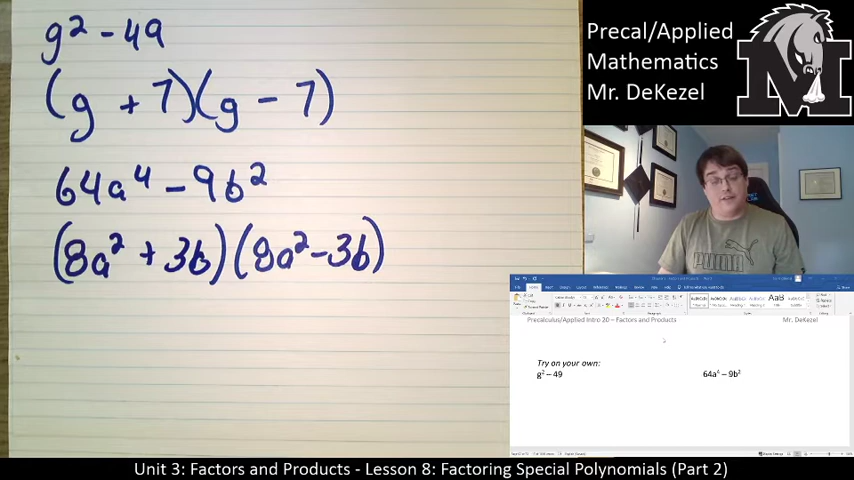 g² - 49
(g + 7)(g - 7)
64a⁴ - 9b²
(8a² + 3b)(8a² - 3b)
Precal/Applied
Mathematics
Mr. DeKezel
M
PUMA
Precalculus/Applied Intro 20 – Factors and Products
Mr. DeKezel
Try on your own:
g² – 49
64a⁴ – 9b²
Unit 3: Factors and Products - Lesson 8: Factoring Special Polynomials (Part 2)